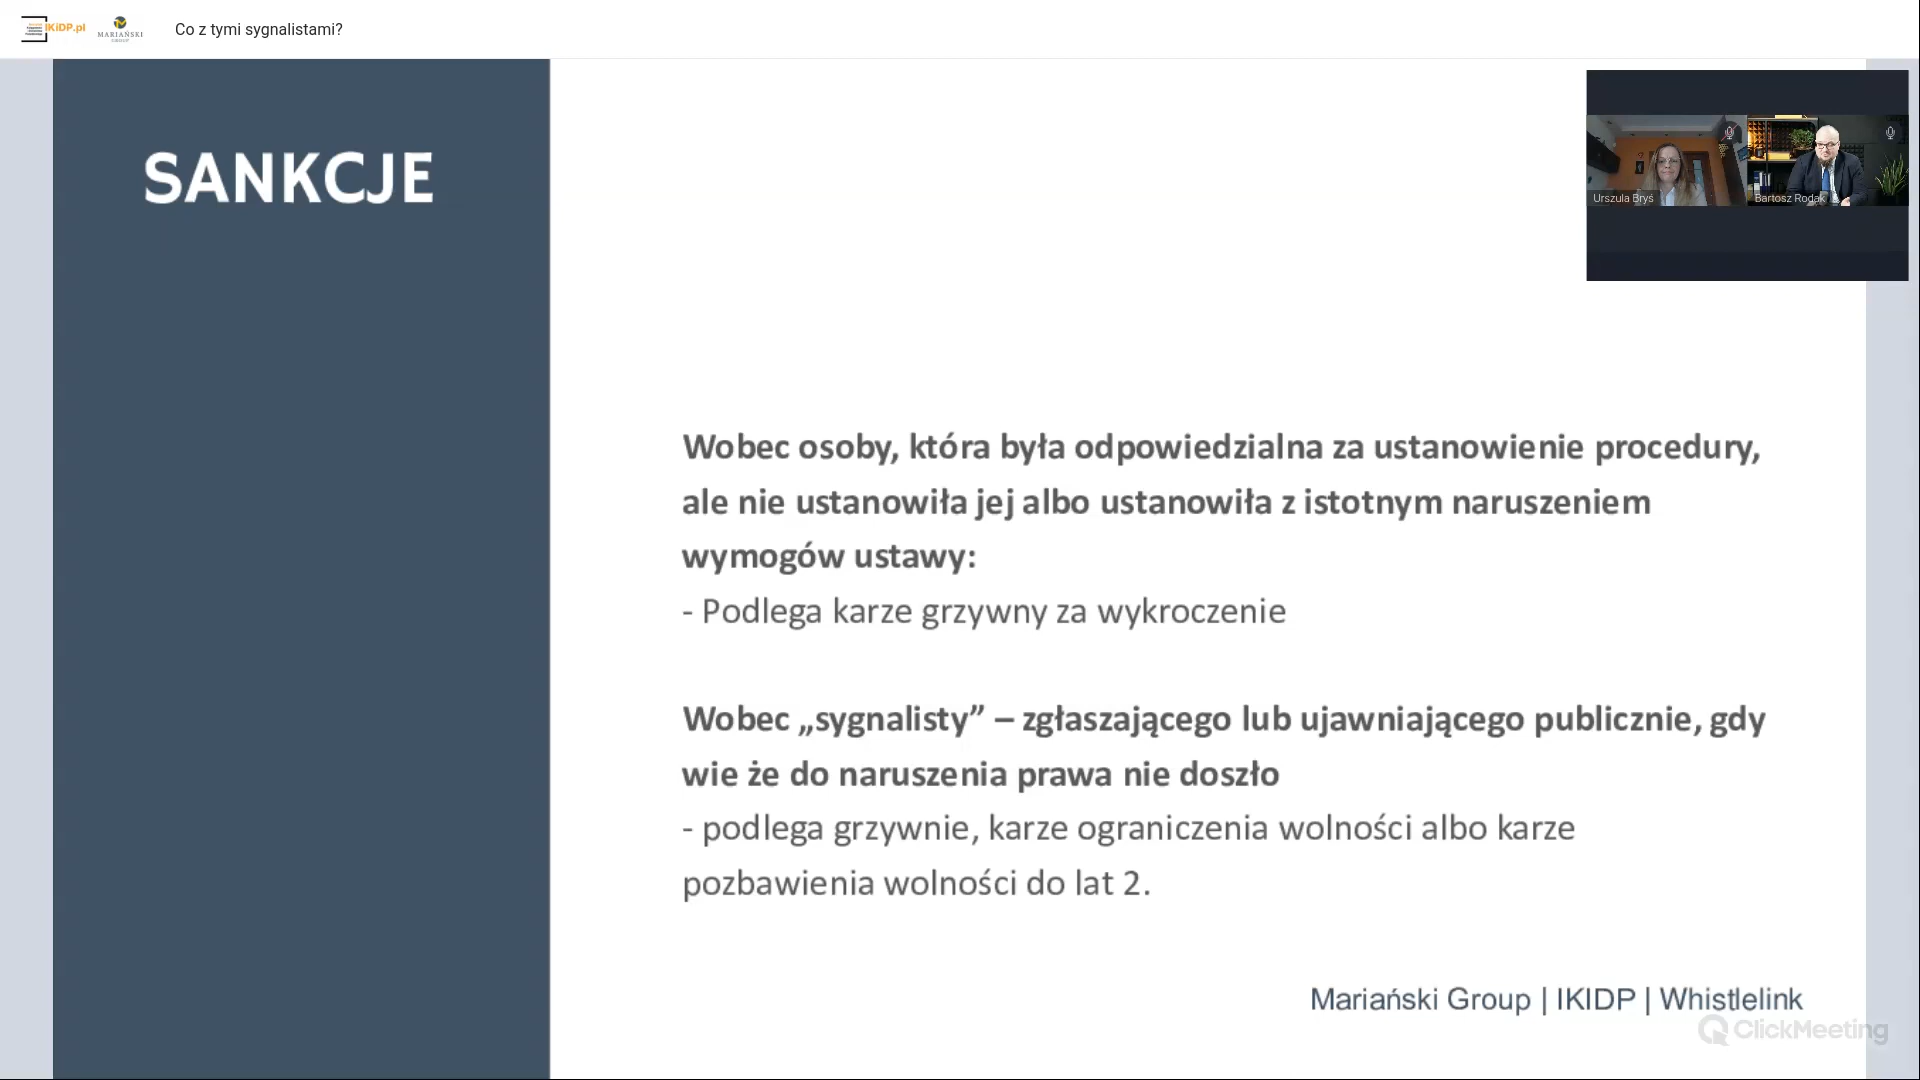 IKiDP.pl
MARIAŃSKI
GROUP
Co z tymi sygnalistami?
SANKCJE
Urszula Bryś
Bartosz Rodak
Wobec osoby, która była odpowiedzialna za ustanowienie procedury,
ale nie ustanowiła jej albo ustanowiła z istotnym naruszeniem
wymogów ustawy:
- Podlega karze grzywny za wykroczenie
Wobec „sygnalisty” – zgłaszającego lub ujawniającego publicznie, gdy
wie że do naruszenia prawa nie doszło
- podlega grzywnie, karze ograniczenia wolności albo karze
pozbawienia wolności do lat 2.
Mariański Group | IKIDP | Whistlelink
ClickMeeting